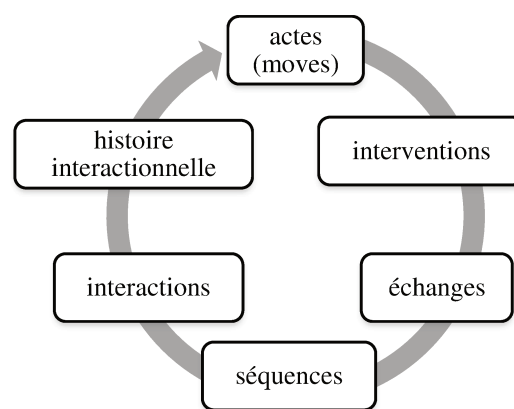 actes
(moves)
interventions
échanges
séquences
interactions
histoire
interactionnelle